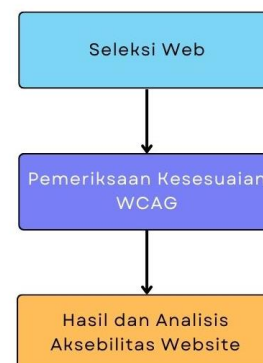 Seleksi Web
Pemeriksaan Kesesuaian
WCAG
Hasil dan Analisis
Aksebilitas Website